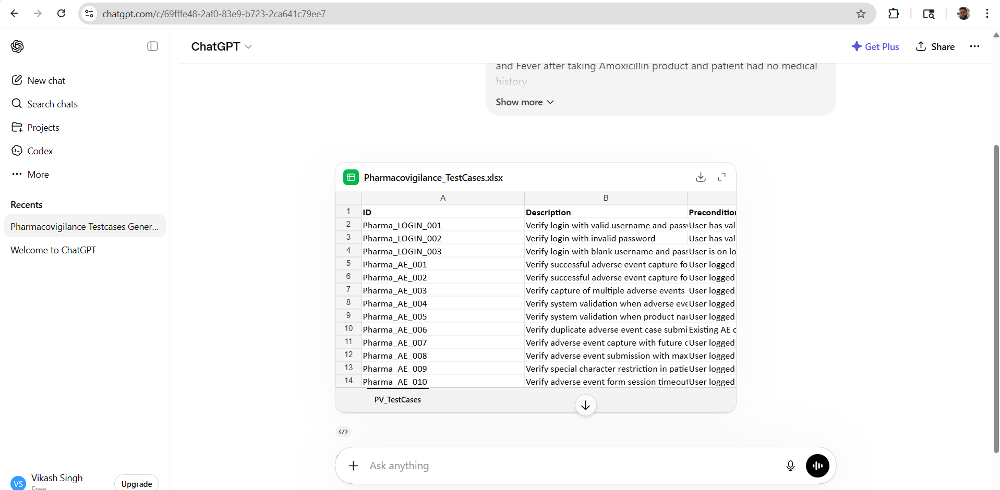 chatgpt.com/c/69fffe48-2af0-83e9-b723-2ca641c79ee7
ChatGPT
Get Plus
Share
New chat
Search chats
Projects
Codex
More
Recents
Pharmacovigilance Testcases Gener...
Welcome to ChatGPT
VS
Vikash Singh
Free
Upgrade
and Fever after taking Amoxicillin product and patient had no medical
history
Show more
Pharmacovigilance_TestCases.xlsx
A B
1 ID Description Precondition
2 Pharma_LOGIN_001 Verify login with valid username and pass User has val
3 Pharma_LOGIN_002 Verify login with invalid password User has val
4 Pharma_LOGIN_003 Verify login with blank username and pas User is on lo
5 Pharma_AE_001 Verify successful adverse event capture fo User logged
6 Pharma_AE_002 Verify successful adverse event capture fo User logged
7 Pharma_AE_003 Verify capture of multiple adverse events User logged
8 Pharma_AE_004 Verify system validation when adverse eve User logged
9 Pharma_AE_005 Verify system validation when product na User logged
10 Pharma_AE_006 Verify duplicate adverse event case submi Existing AE c
11 Pharma_AE_007 Verify adverse event capture with future User logged
12 Pharma_AE_008 Verify adverse event submission with max User logged
13 Pharma_AE_009 Verify special character restriction in patie User logged
14 Pharma_AE_010 Verify adverse event form session timeout User logged
PV_TestCases
Ask anything